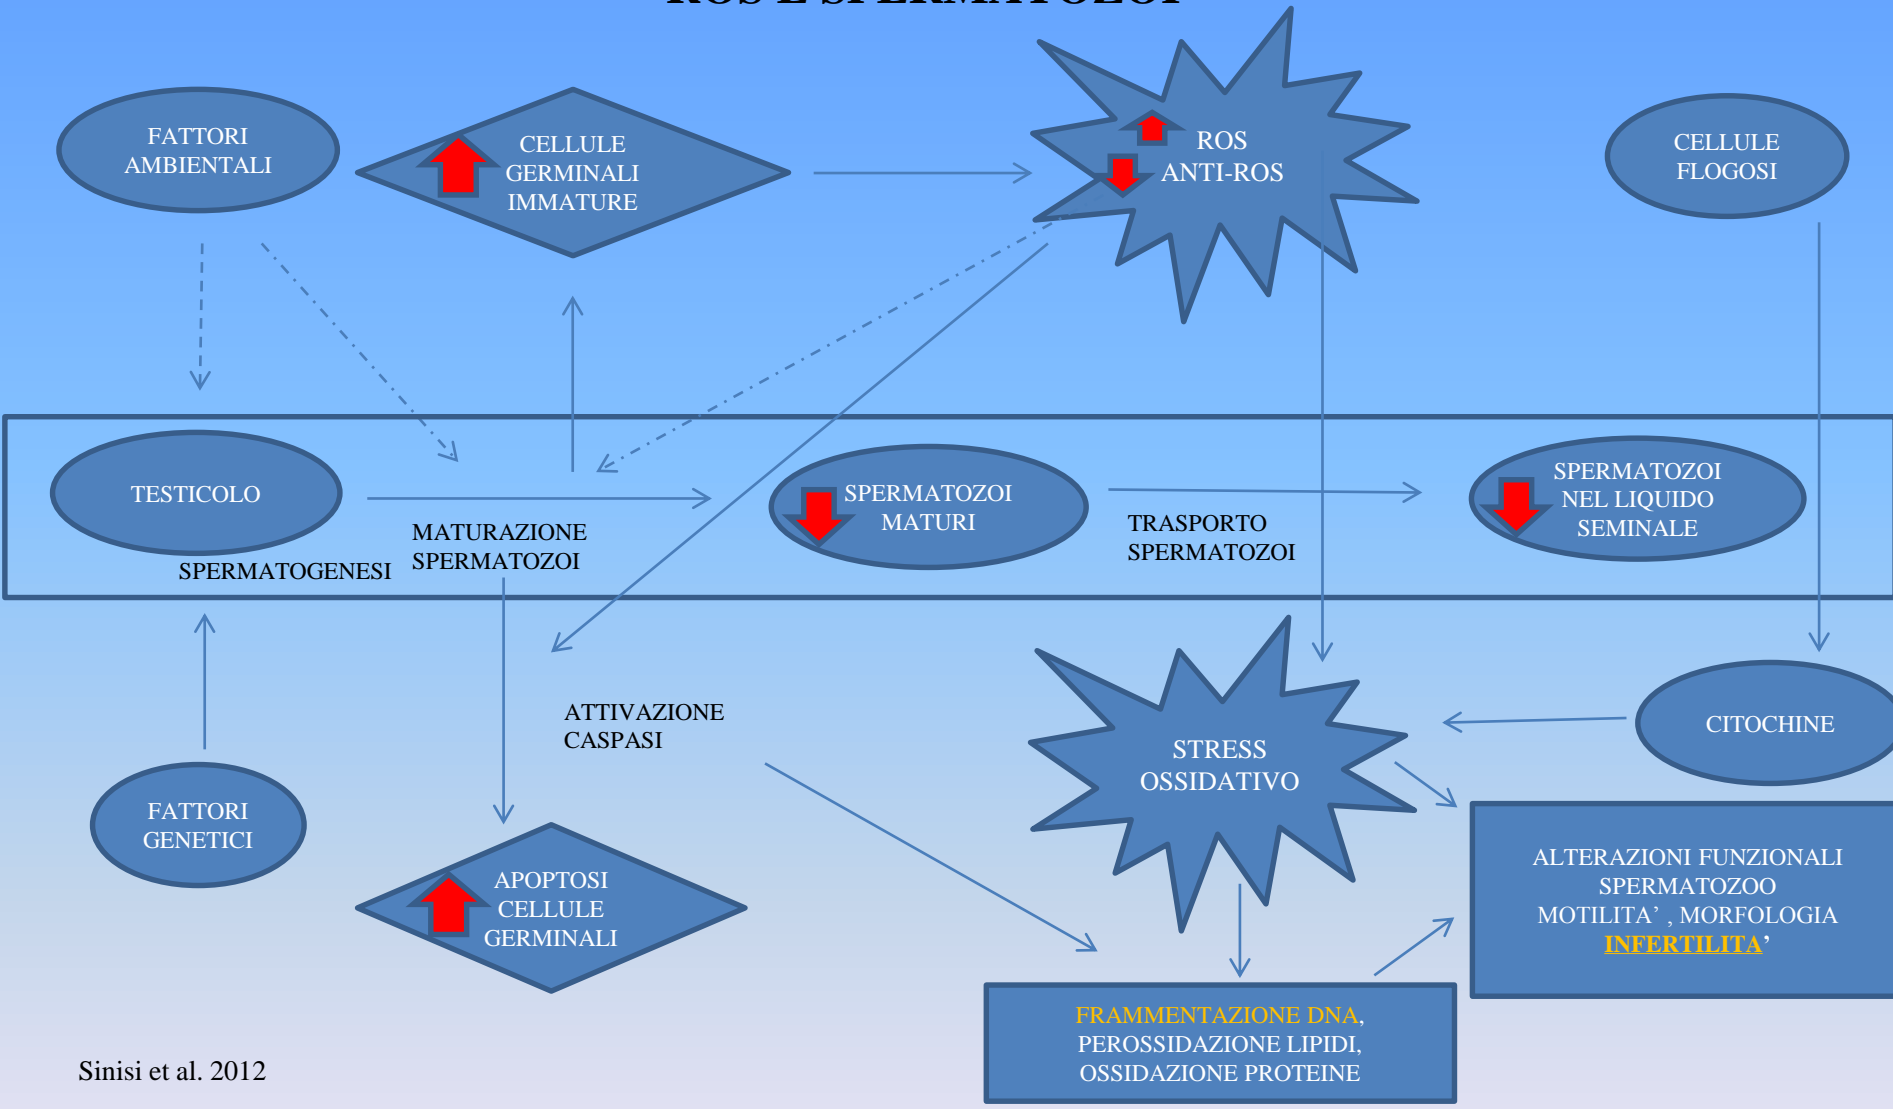 ROS E SPERMATOZOI
FATTORI
AMBIENTALI
CELLULE
GERMINALI
IMMATURE
ROS
ANTI-ROS
CELLULE
FLOGOSI
TESTICOLO
SPERMATOGENESI
MATURAZIONE
SPERMATOZOI
SPERMATOZOI
MATURI
TRASPORTO
SPERMATOZOI
SPERMATOZOI
NEL LIQUIDO
SEMINALE
ATTIVAZIONE
CASPASI
STRESS
OSSIDATIVO
CITOCHINE
FATTORI
GENETICI
APOPTOSI
CELLULE
GERMINALI
ALTERAZIONI FUNZIONALI
SPERMATOZOO
MOTILITA’ , MORFOLOGIA
INFERTILITA’
FRAMMENTAZIONE DNA,
PEROSSIDAZIONE LIPIDI,
OSSIDAZIONE PROTEINE
Sinisi et al. 2012